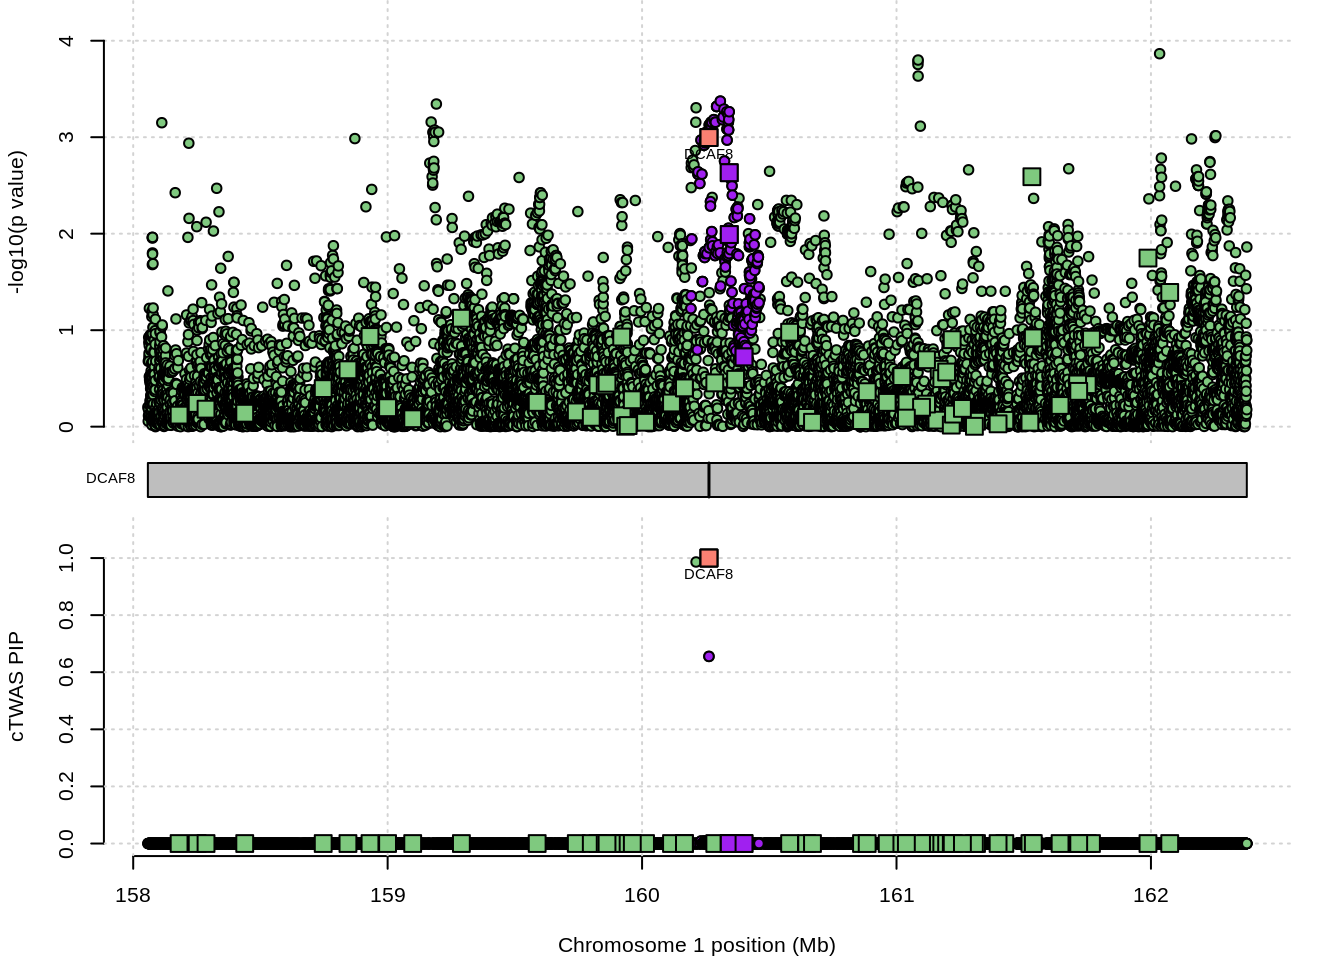 -log10(p value)
4
3
2
1
0
DCAF8
DCAF8
cTWAS PIP
1.0
0.8
0.6
0.4
0.2
0.0
DCAF8
158 159 160 161 162
Chromosome 1 position (Mb)